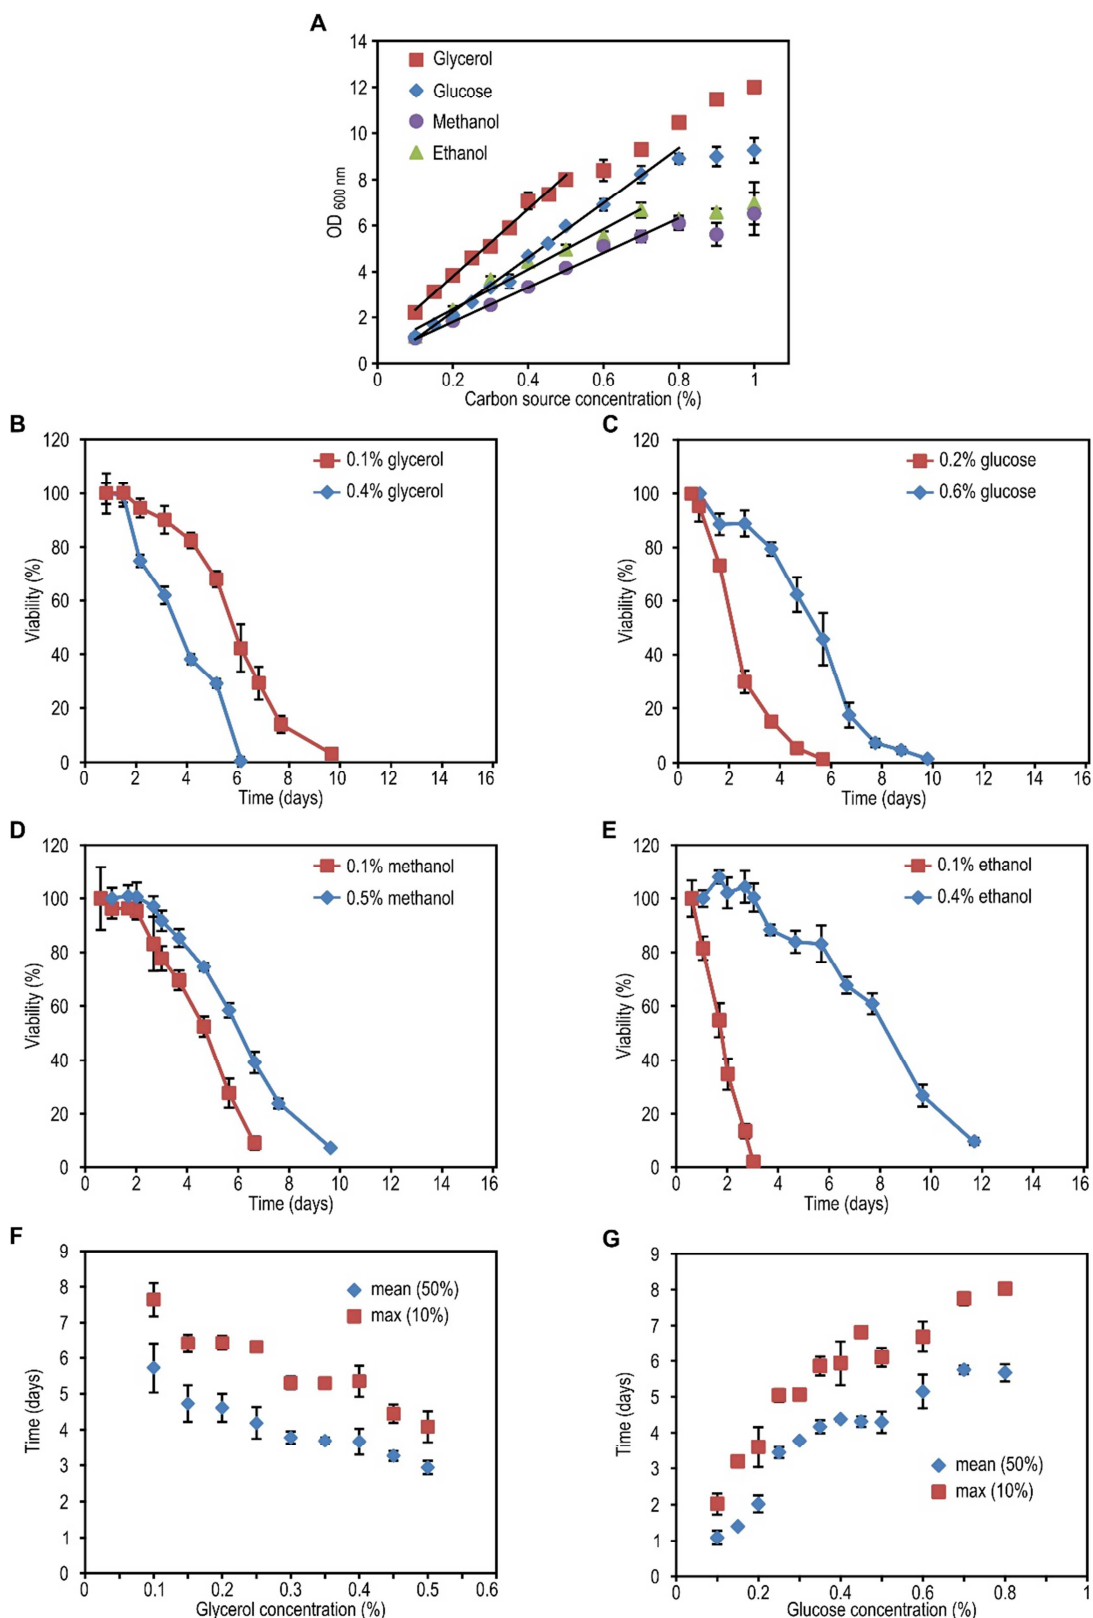 A
14
12
10
8
6
4
2
0
OD 600 nm
Glycerol
Glucose
Methanol
Ethanol
0 0.2 0.4 0.6 0.8 1
Carbon source concentration (%)
B
120
100
80
60
40
20
0
Viability (%)
0.1% glycerol
0.4% glycerol
0 2 4 6 8 10 12 14 16
Time (days)
C
120
100
80
60
40
20
0
Viability (%)
0.2% glucose
0.6% glucose
0 2 4 6 8 10 12 14 16
Time (days)
D
120
100
80
60
40
20
0
Viability (%)
0.1% methanol
0.5% methanol
0 2 4 6 8 10 12 14 16
Time (days)
E
120
100
80
60
40
20
0
Viability (%)
0.1% ethanol
0.4% ethanol
0 2 4 6 8 10 12 14 16
Time (days)
F
9
8
7
6
5
4
3
2
1
0
Time (days)
mean (50%)
max (10%)
0 0.1 0.2 0.3 0.4 0.5 0.6
Glycerol concentration (%)
G
9
8
7
6
5
4
3
2
1
0
Time (days)
mean (50%)
max (10%)
0 0.2 0.4 0.6 0.8 1
Glucose concentration (%)